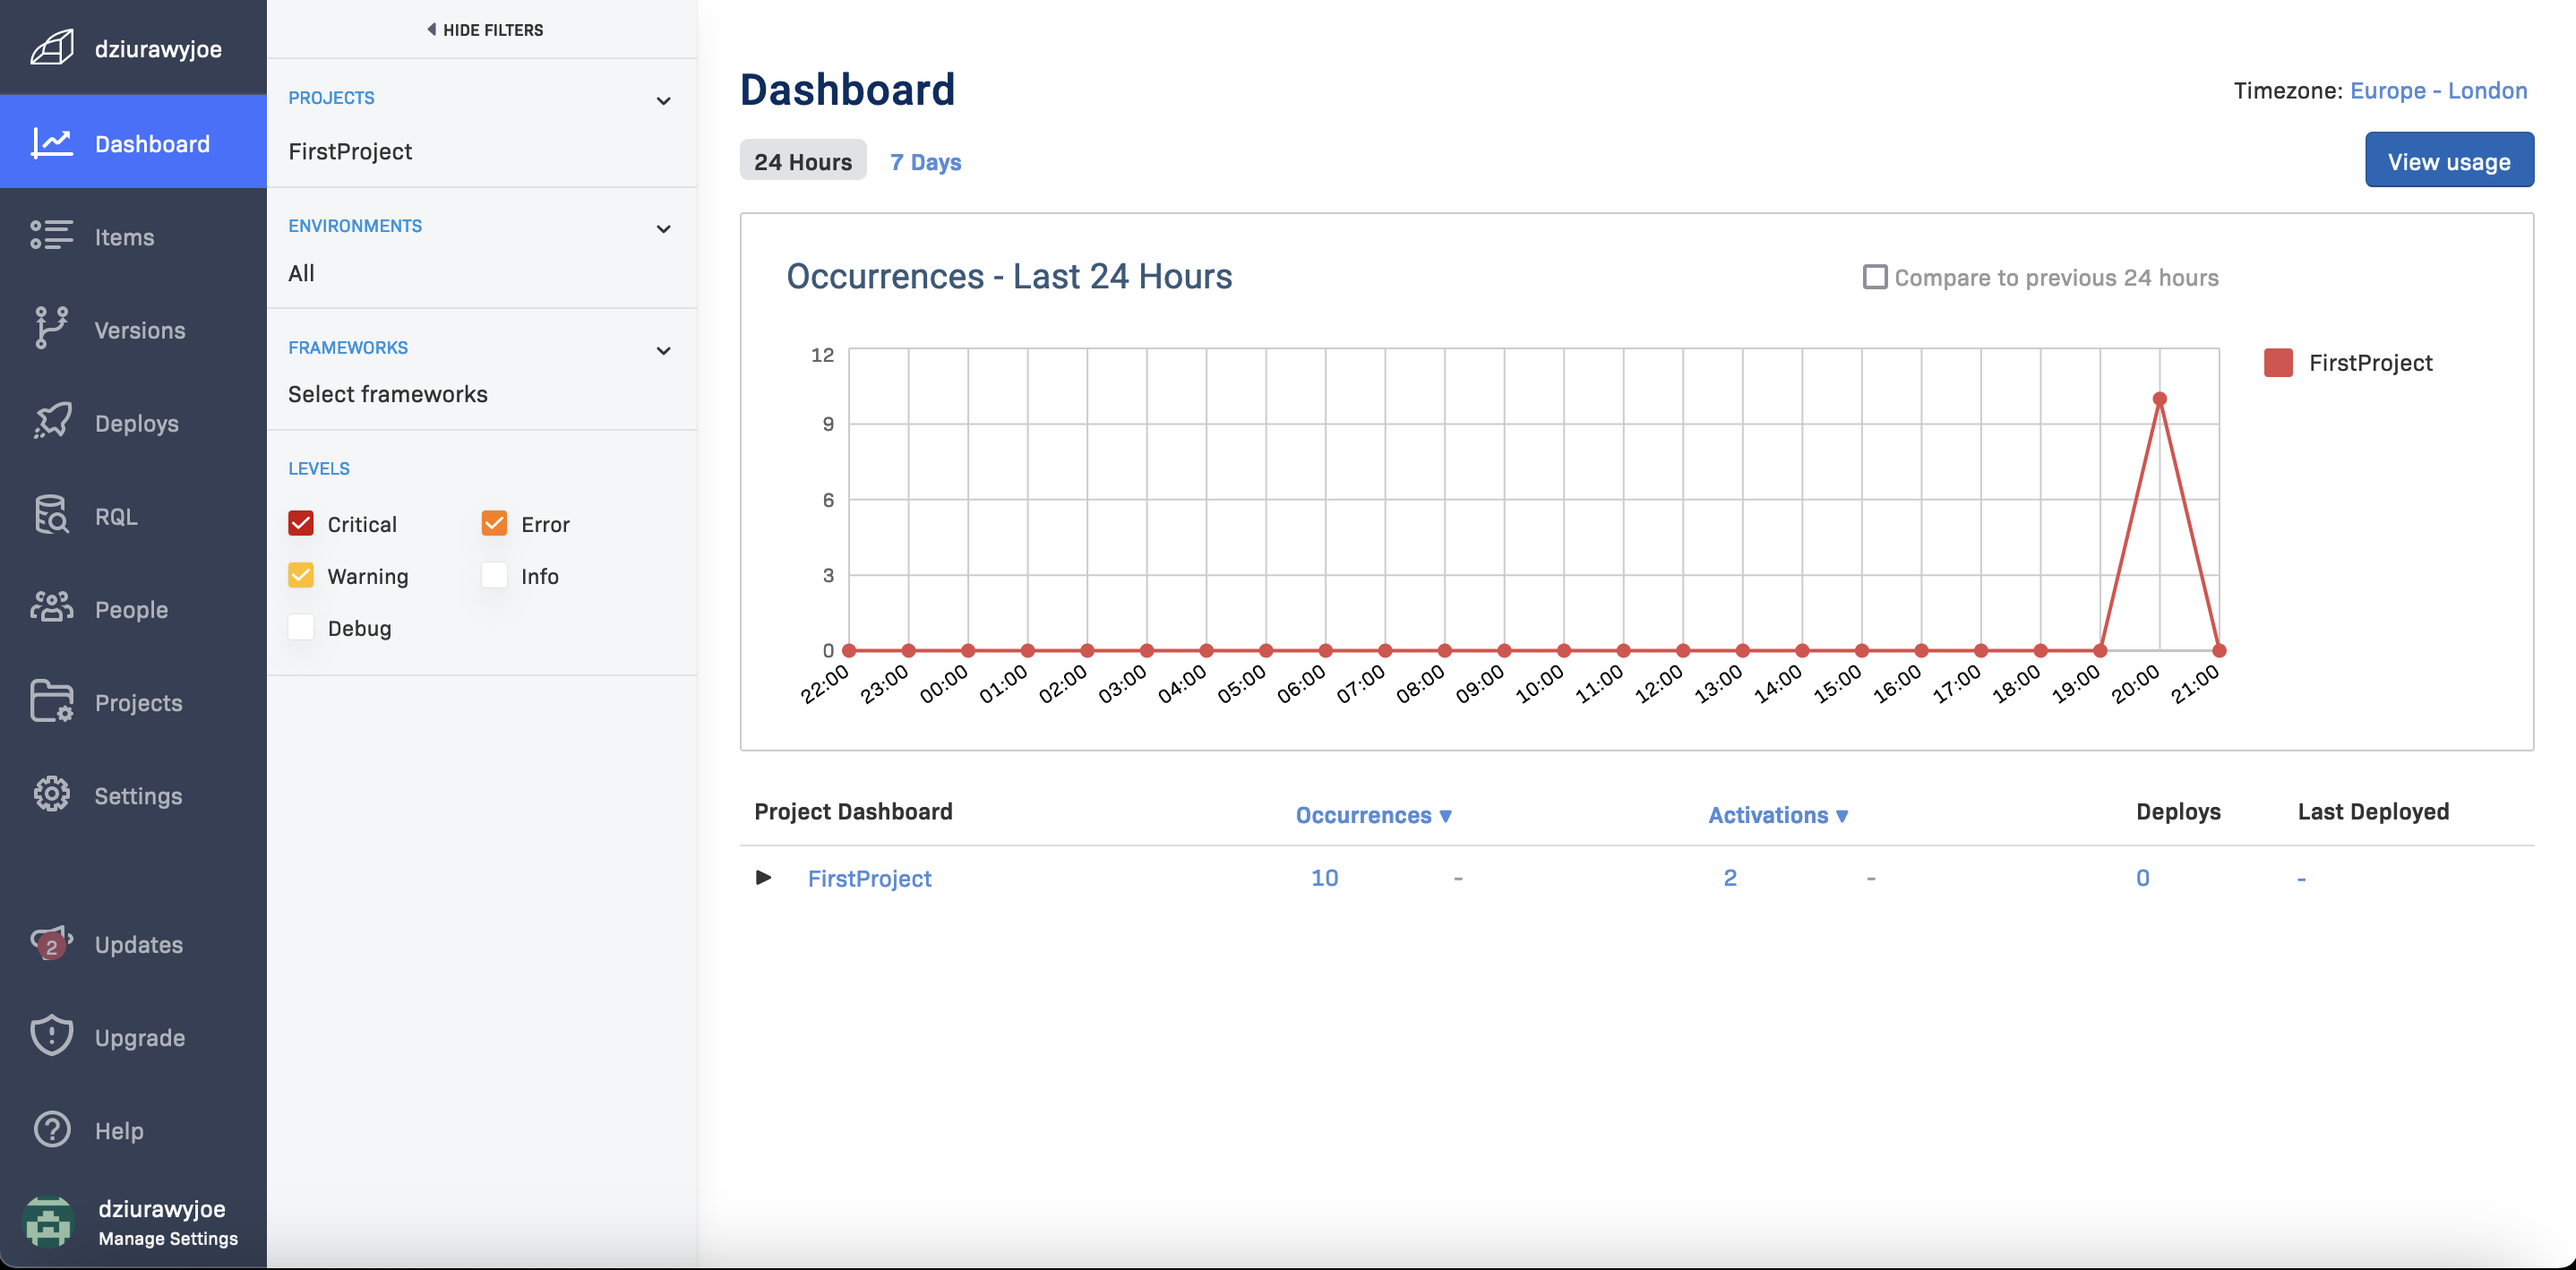 dziurawyjoe
Dashboard
Items
Versions
Deploys
RQL
People
Projects
Settings
2
Updates
Upgrade
Help
dziurawyjoe
Manage Settings
HIDE FILTERS
PROJECTS
FirstProject
ENVIRONMENTS
All
FRAMEWORKS
Select frameworks
LEVELS
Critical Error
Warning Info
Debug
Dashboard
Timezone: Europe - London
24 Hours 7 Days
View usage
Occurrences - Last 24 Hours
Compare to previous 24 hours
12
9
6
3
0
22:00 23:00 00:00 01:00 02:00 03:00 04:00 05:00 06:00 07:00 08:00 09:00 10:00 11:00 12:00 13:00 14:00 15:00 16:00 17:00 18:00 19:00 20:00 21:00
FirstProject
Project Dashboard Occurrences ▼ Activations ▼ Deploys Last Deployed
FirstProject 10 - 2 - 0 -